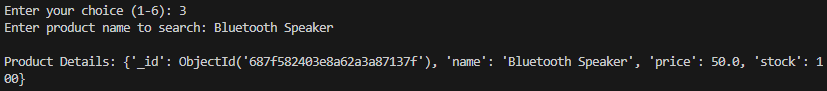 Enter your choice (1-6): 3
Enter product name to search: Bluetooth Speaker
Product Details: {'_id': ObjectId('687f582403e8a62a3a87137f'), 'name': 'Bluetooth Speaker', 'price': 50.0, 'stock': 1
00}